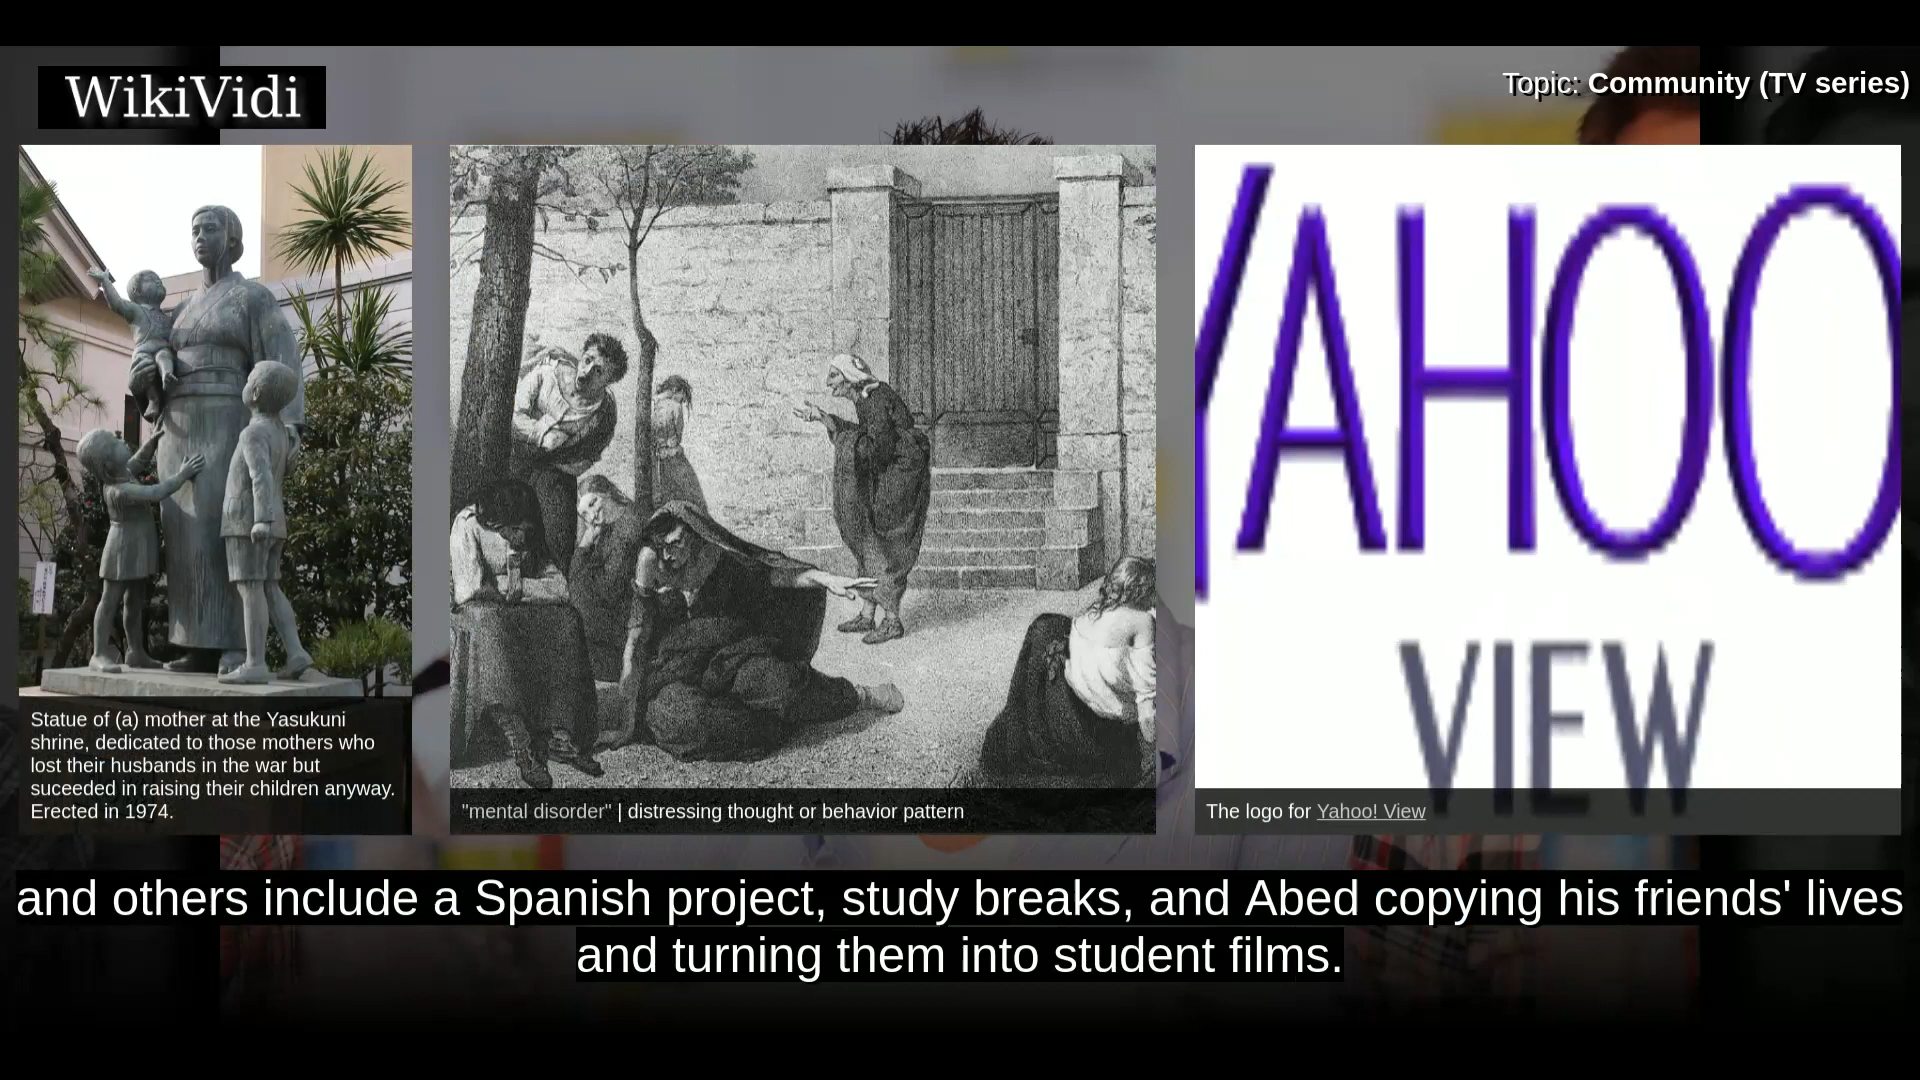 WikiVidi
Topic: Community (TV series)
YAHOO
VIEW
Statue of (a) mother at the Yasukuni
shrine, dedicated to those mothers who
lost their husbands in the war but
suceeded in raising their children anyway.
Erected in 1974.
"mental disorder" | distressing thought or behavior pattern
The logo for Yahoo! View
and others include a Spanish project, study breaks, and Abed copying his friends' lives
and turning them into student films.